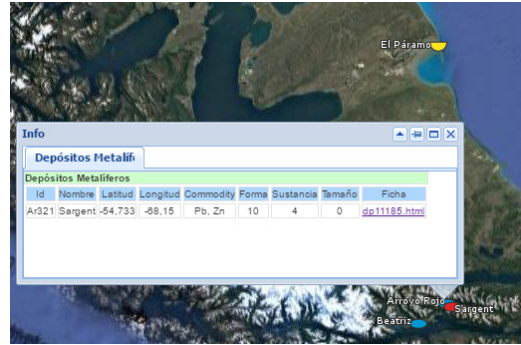 El Páramo
Info
Depósitos Metalífe
Depósitos Metalíferos
Id Nombre Latitud Longitud Commodity Forma Sustancia Tamaño Ficha
Ar321 Sargent -54,733 -68,15 Pb, Zn 10 4 0 dp11185.html
Arroyo Rojo
Sargent
Beatriz